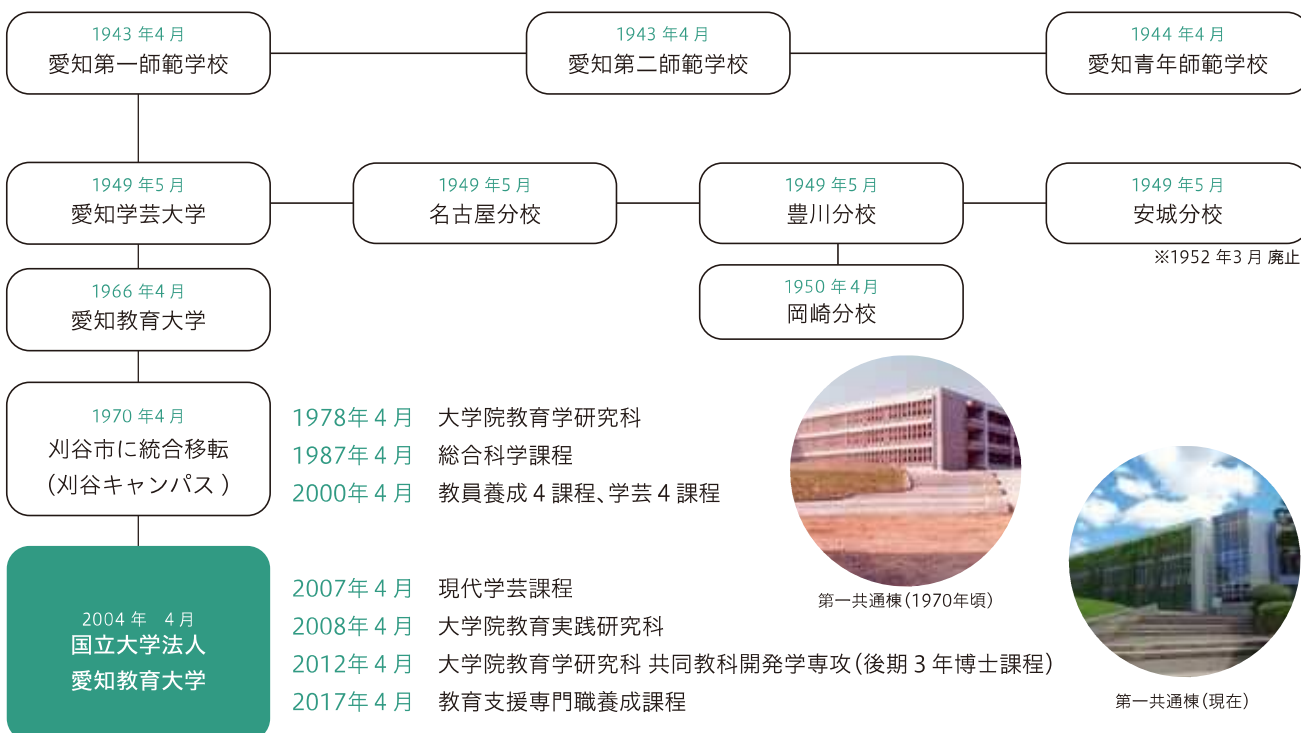 1943 年4月
愛知第一師範学校
1943 年4月
愛知第二師範学校
1944 年4月
愛知青年師範学校
1949 年5月
愛知学芸大学
1949 年5月
名古屋分校
1949 年5月
豊川分校
1949 年5月
安城分校
※1952 年3月 廃止
1950 年4月
岡崎分校
1966 年4月
愛知教育大学
1970 年4月
刈谷市に統合移転
(刈谷キャンパス )
1978年 4 月 大学院教育学研究科
1987年 4 月 総合科学課程
2000年 4 月 教員養成 4 課程、学芸 4 課程
第一共通棟(1970年頃)
2004 年 4 月
国立大学法人
愛知教育大学
2007年 4 月 現代学芸課程
2008年 4 月 大学院教育実践研究科
2012年 4 月 大学院教育学研究科 共同教科開発学専攻(後期 3 年博士課程)
2017年 4 月 教育支援専門職養成課程
第一共通棟(現在)